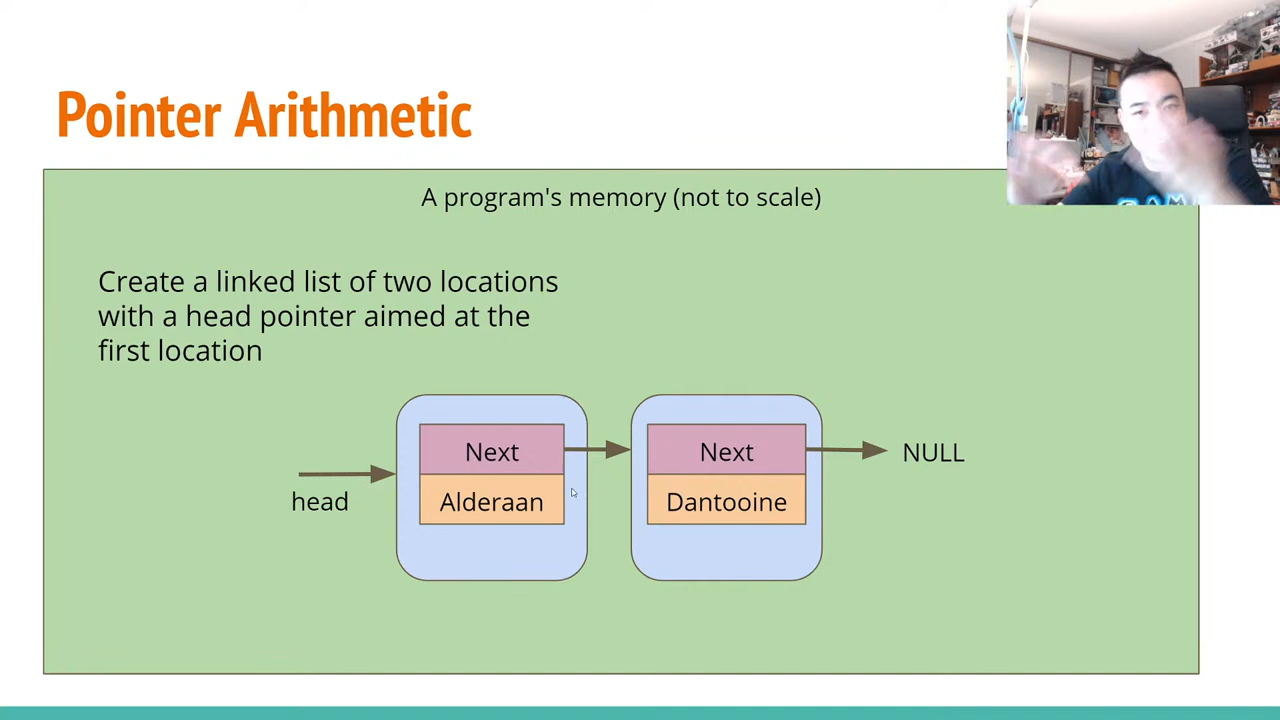 Pointer Arithmetic
A program's memory (not to scale)
Create a linked list of two locations
with a head pointer aimed at the
first location
Next
Next
NULL
head
Alderaan
Dantooine